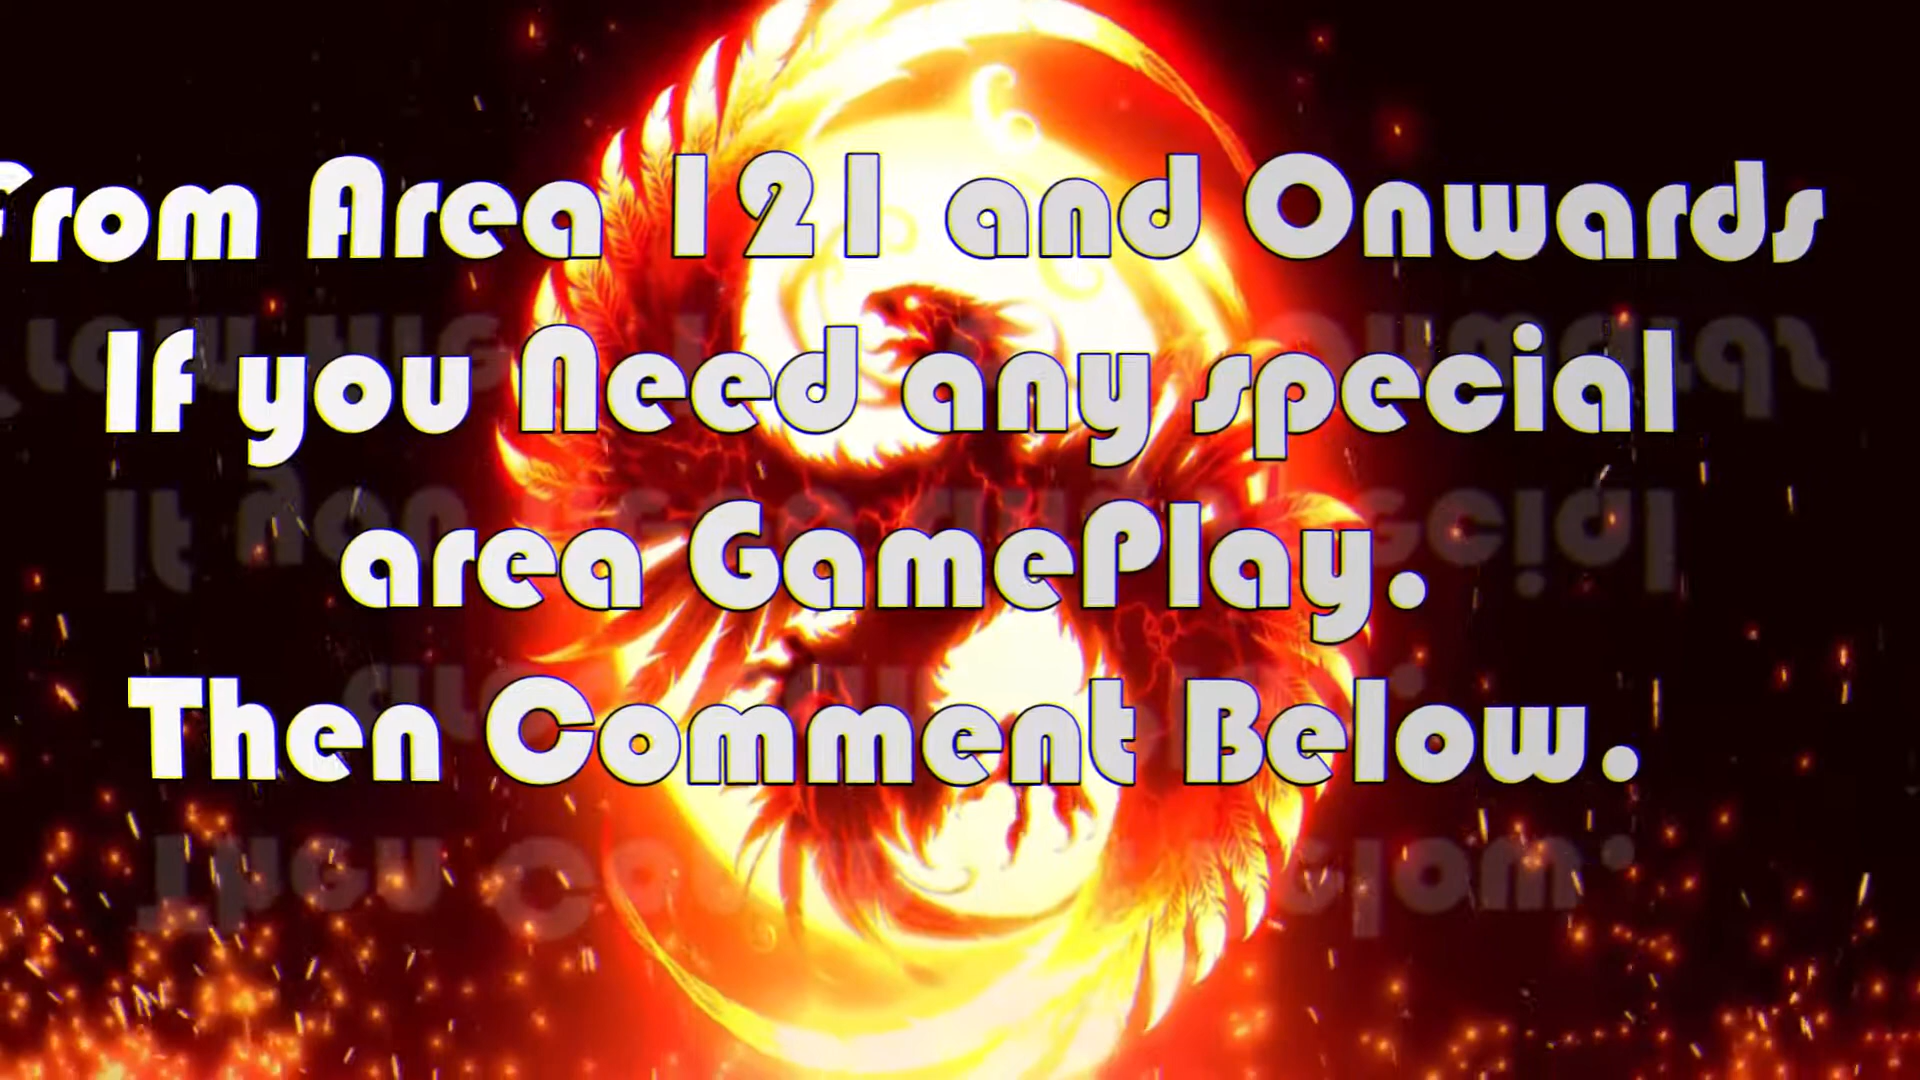 From Area 121 and Onwards
If you Need any special
area GamePlay.
Then Comment Below.